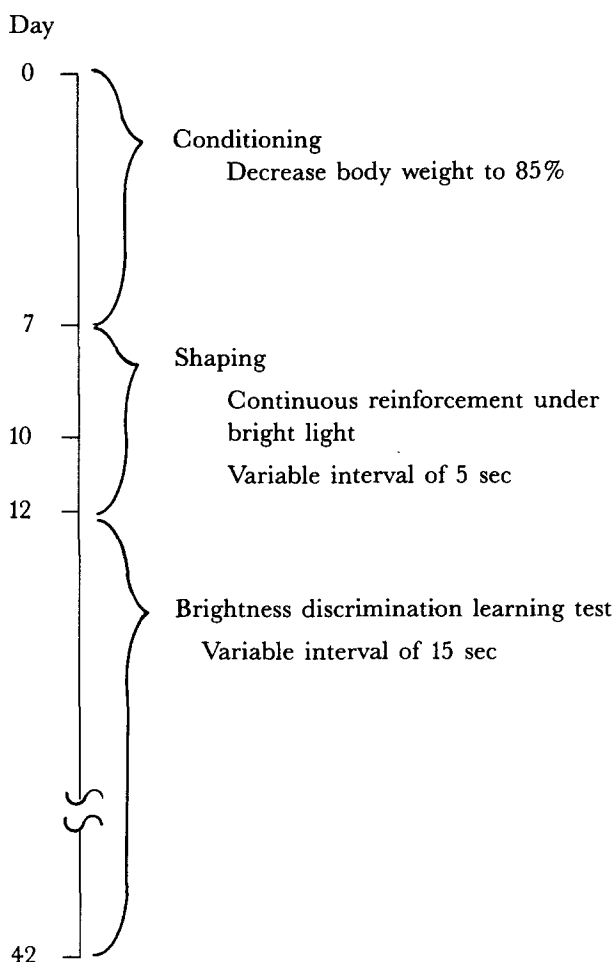 Day
0
Conditioning
Decrease body weight to 85%
7
Shaping
Continuous reinforcement under
bright light
10
Variable interval of 5 sec
12
Brightness discrimination learning test
Variable interval of 15 sec
42